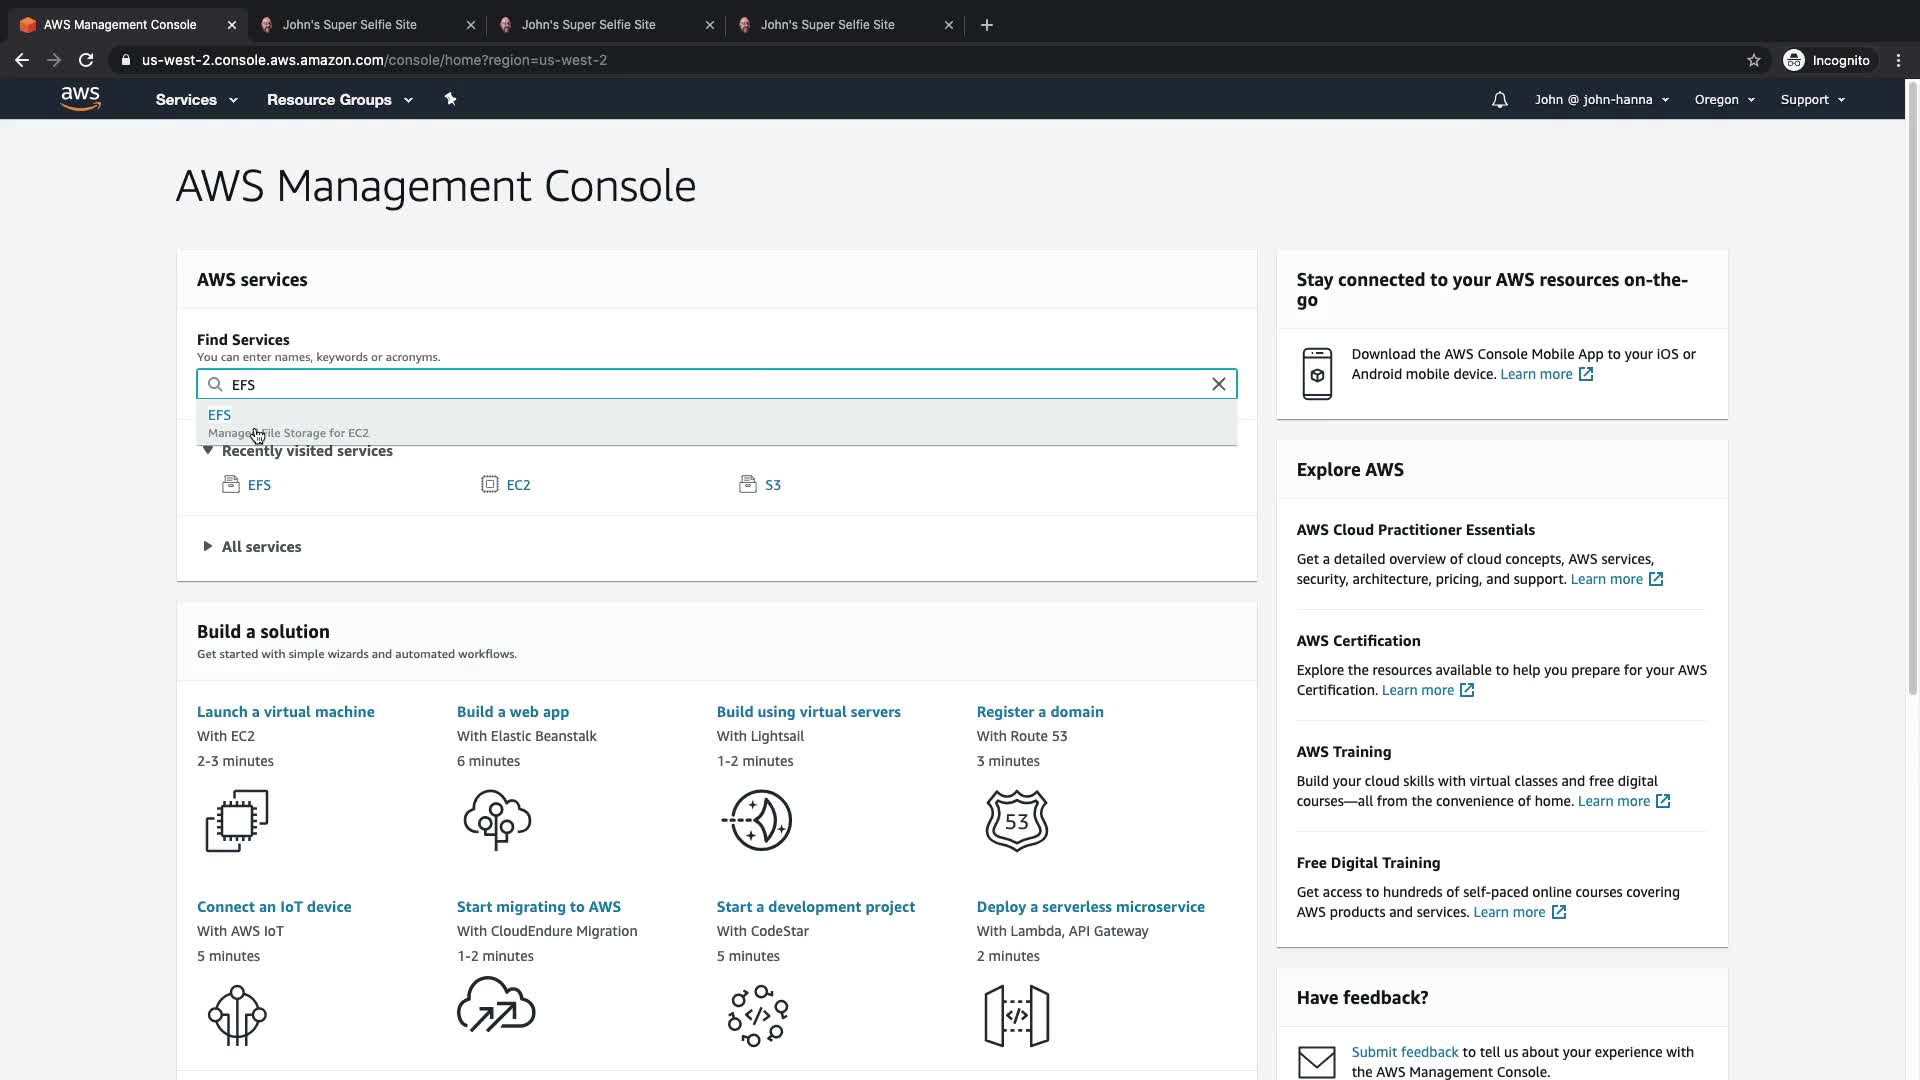 AWS Management Console
John's Super Selfie Site
John's Super Selfie Site
John's Super Selfie Site
us-west-2.console.aws.amazon.com/console/home?region=us-west-2
Incognito
aws
Services
Resource Groups
John @ john-hanna
Oregon
Support
AWS Management Console
AWS services
Find Services
You can enter names, keywords or acronyms.
EFS
EFS
Managed File Storage for EC2
Recently visited services
EFS
EC2
S3
All services
Build a solution
Get started with simple wizards and automated workflows.
Launch a virtual machine
With EC2
2-3 minutes
Build a web app
With Elastic Beanstalk
6 minutes
Build using virtual servers
With Lightsail
1-2 minutes
Register a domain
With Route 53
3 minutes
53
Connect an IoT device
With AWS IoT
5 minutes
Start migrating to AWS
With CloudEndure Migration
1-2 minutes
Start a development project
With CodeStar
5 minutes
</>
Deploy a serverless microservice
With Lambda, API Gateway
2 minutes
</>
Stay connected to your AWS resources on-the-
go
Download the AWS Console Mobile App to your iOS or
Android mobile device. Learn more
Explore AWS
AWS Cloud Practitioner Essentials
Get a detailed overview of cloud concepts, AWS services,
security, architecture, pricing, and support. Learn more
AWS Certification
Explore the resources available to help you prepare for your AWS
Certification. Learn more
AWS Training
Build your cloud skills with virtual classes and free digital
courses—all from the convenience of home. Learn more
Free Digital Training
Get access to hundreds of self-paced online courses covering
AWS products and services. Learn more
Have feedback?
Submit feedback to tell us about your experience with
the AWS Management Console.